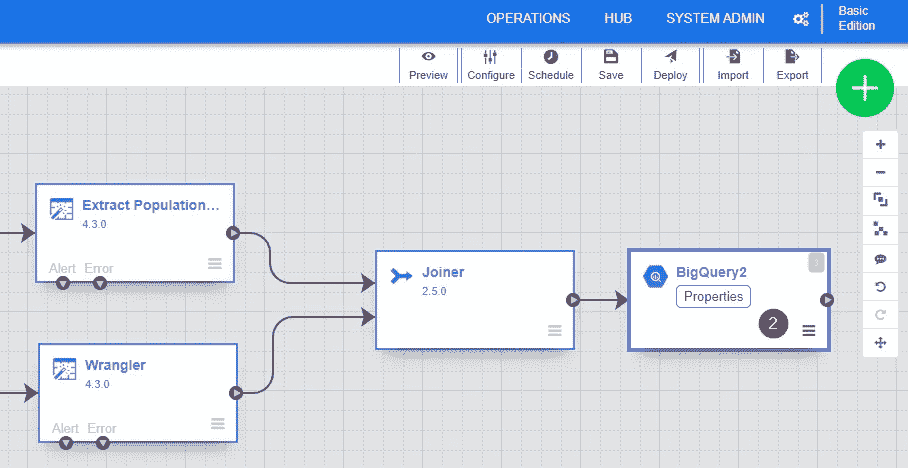 OPERATIONS
HUB
SYSTEM ADMIN
Basic
Edition
Preview
Configure
Schedule
Save
Deploy
Import
Export
Extract Population...
4.3.0
Alert Error
Joiner
2.5.0
BigQuery2
Properties
2
Wrangler
4.3.0
Alert Error